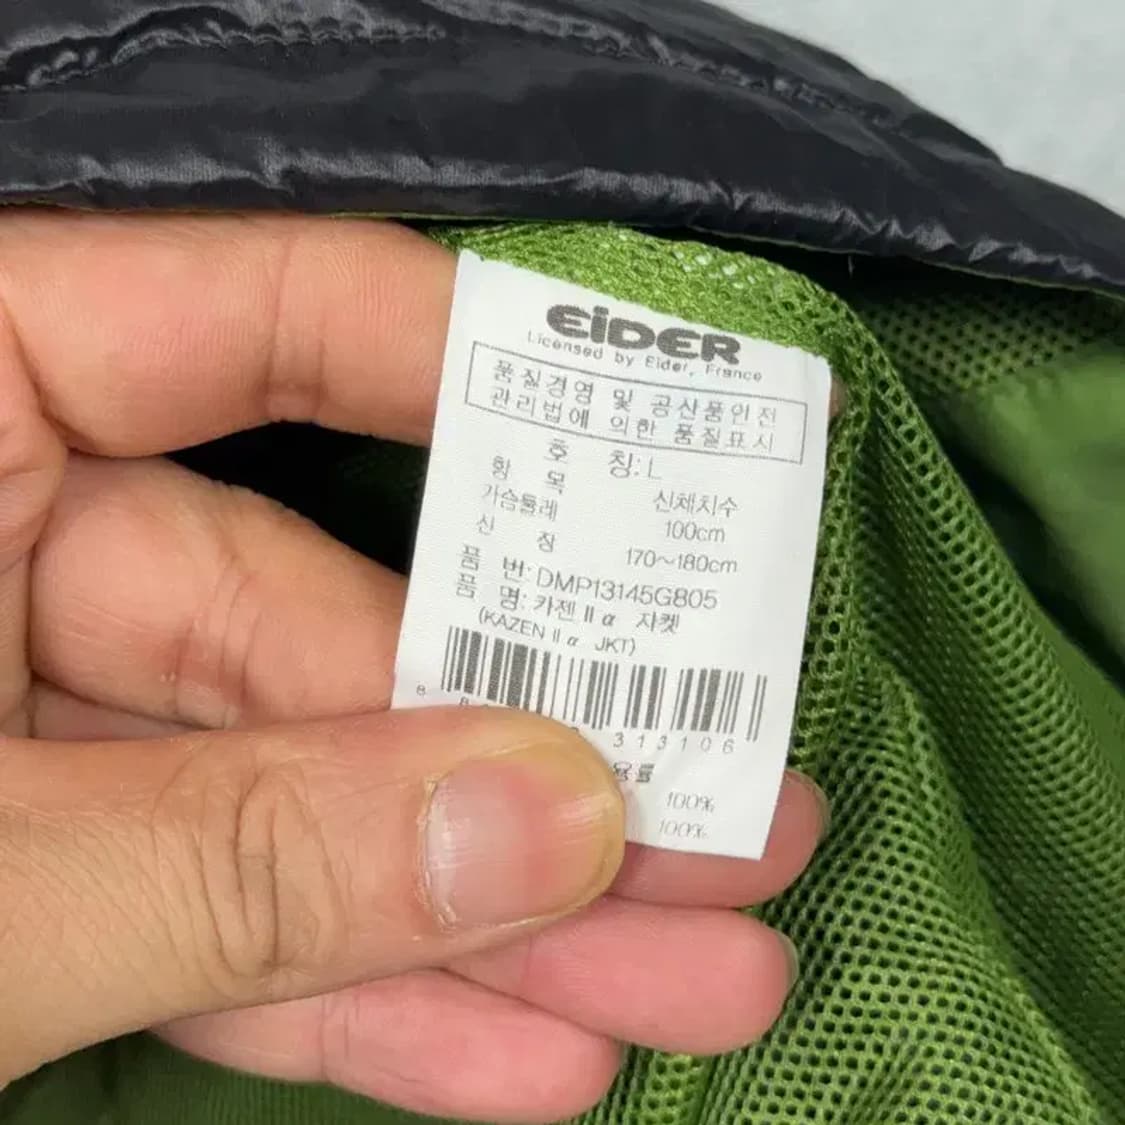 EiDER
Licensed by Eider, France
품질경영 및 공산품안전
관리법에 의한 품질표시
호 칭: L
항 목 신체치수
가슴둘레 100cm
신 장 170~180cm
품 번: DMP13145G805
품 명: 카젠 Ⅱ α 자켓
(KAZEN Ⅱ α JKT)
8 313106
용률
100%
100%